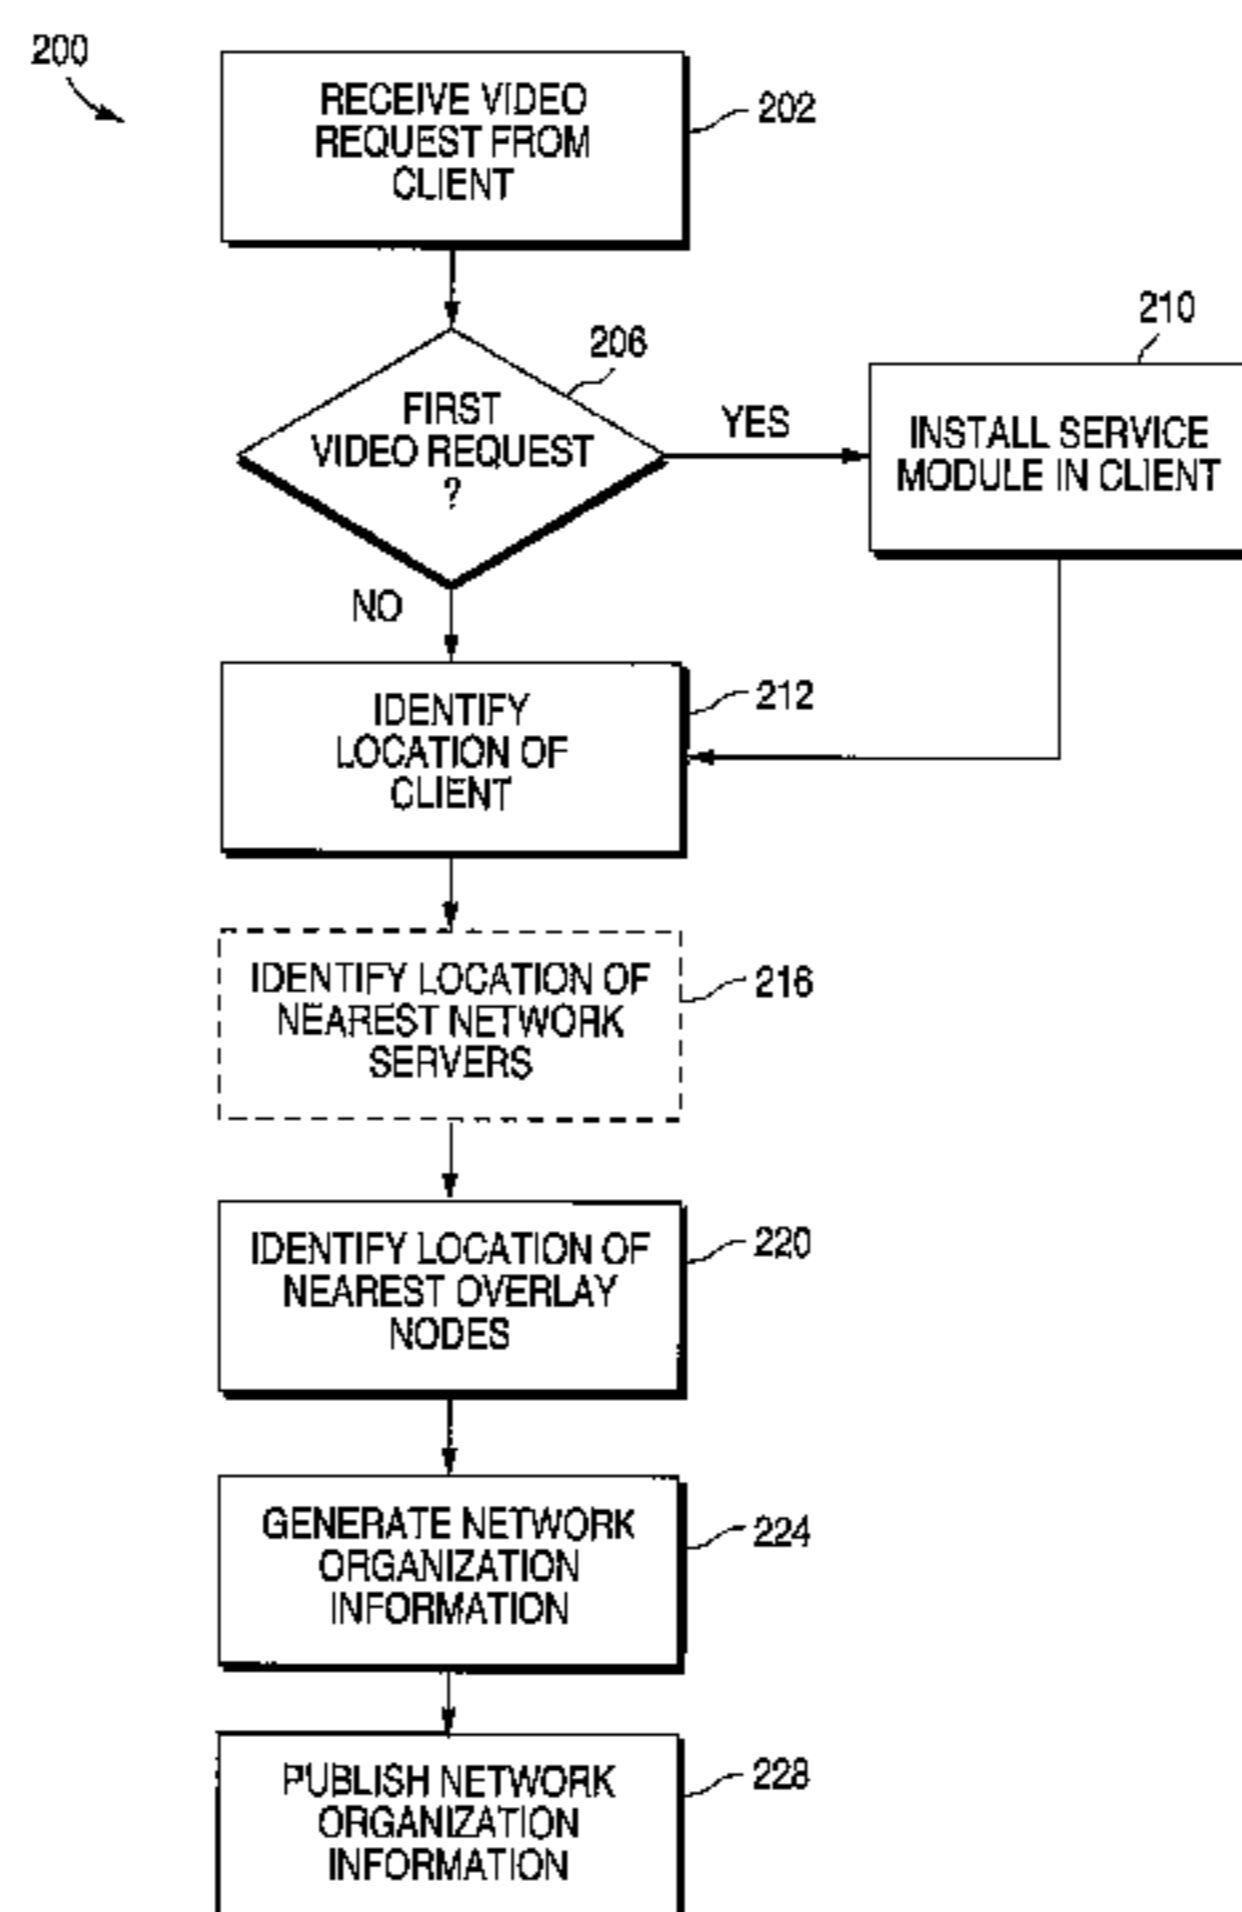 200
RECEIVE VIDEO
REQUEST FROM
CLIENT
202
206
FIRST
VIDEO REQUEST
?
YES
210
INSTALL SERVICE
MODULE IN CLIENT
NO
IDENTIFY
LOCATION OF
CLIENT
212
IDENTIFY LOCATION OF
NEAREST NETWORK
SERVERS
216
IDENTIFY LOCATION OF
NEAREST OVERLAY
NODES
220
GENERATE NETWORK
ORGANIZATION
INFORMATION
224
PUBLISH NETWORK
ORGANIZATION
INFORMATION
228